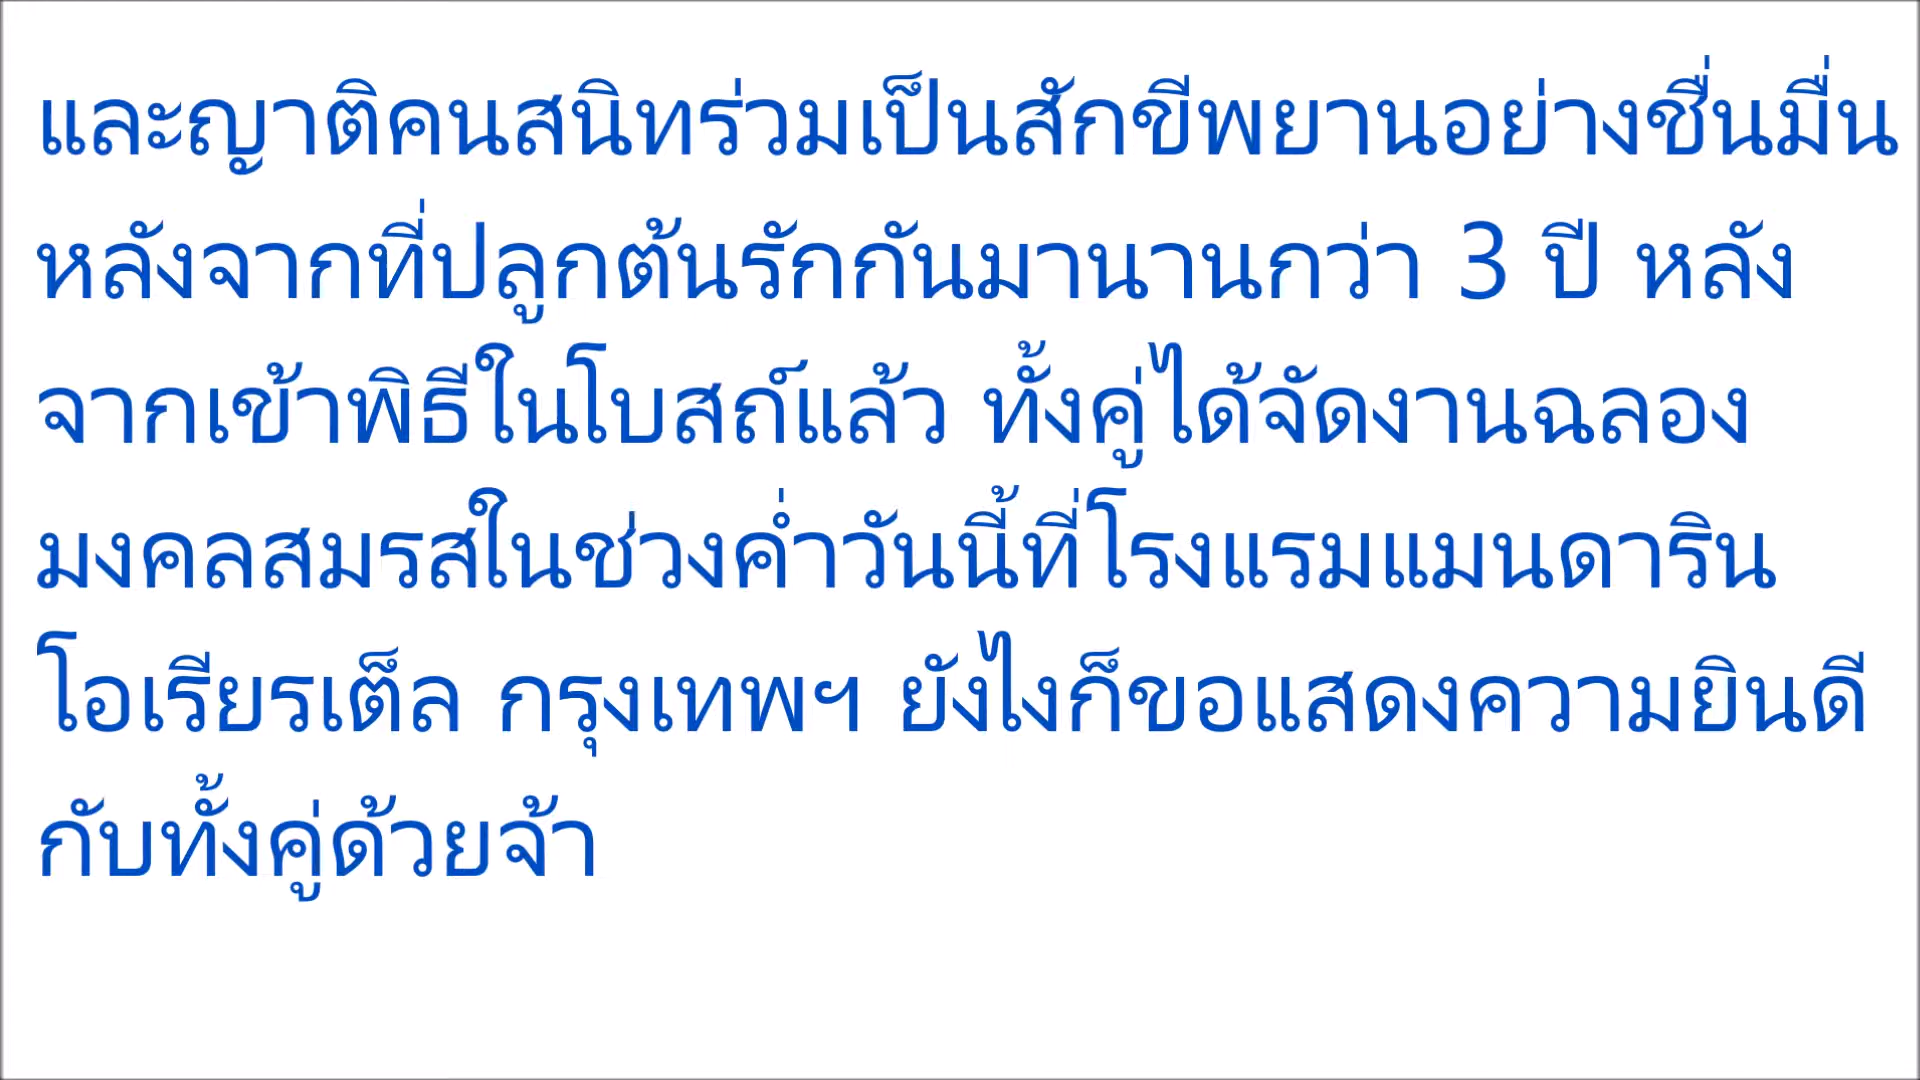 และญาติคนสนิทร่วมเป็นสักขีพยานอย่างชื่นมื่น
หลังจากที่ปลูกต้นรักกันมานานกว่า 3 ปี หลัง
จากเข้าพิธีในโบสถ์แล้ว ทั้งคู่ได้จัดงานฉลอง
มงคลสมรสในช่วงค่ำวันนี้ที่โรงแรมแมนดาริน
โอเรียรเต็ล กรุงเทพฯ ยังไงก็ขอแสดงความยินดี
กับทั้งคู่ด้วยจ้า